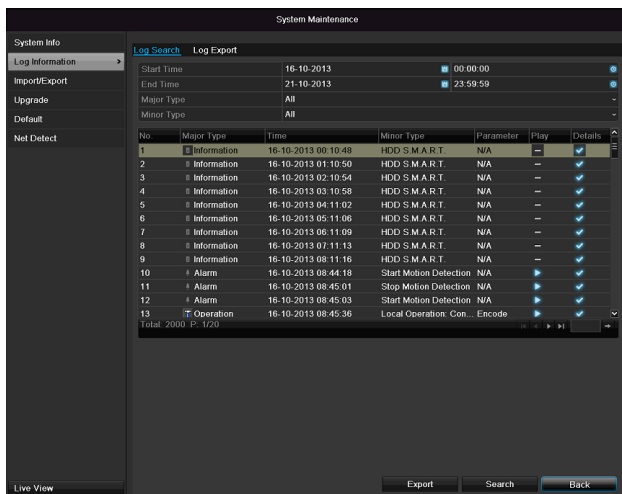 System Maintenance
System Info
Log Information
Import/Export
Upgrade
Default
Net Detect
Live View
Log Search Log Export
Start Time 16-10-2013 00:00:00
End Time 21-10-2013 23:59:59
Major Type All
Minor Type All
No. Major Type Time Minor Type Parameter Play Details
1 Information 16-10-2013 00:10:48 HDD S.M.A.R.T. N/A —
2 Information 16-10-2013 01:10:50 HDD S.M.A.R.T. N/A —
3 Information 16-10-2013 02:10:54 HDD S.M.A.R.T. N/A —
4 Information 16-10-2013 03:10:58 HDD S.M.A.R.T. N/A —
5 Information 16-10-2013 04:11:02 HDD S.M.A.R.T. N/A —
6 Information 16-10-2013 05:11:06 HDD S.M.A.R.T. N/A —
7 Information 16-10-2013 06:11:09 HDD S.M.A.R.T. N/A —
8 Information 16-10-2013 07:11:13 HDD S.M.A.R.T. N/A —
9 Information 16-10-2013 08:11:16 HDD S.M.A.R.T. N/A —
10 Alarm 16-10-2013 08:44:18 Start Motion Detection N/A
11 Alarm 16-10-2013 08:45:01 Stop Motion Detection N/A
12 Alarm 16-10-2013 08:45:03 Start Motion Detection N/A
13 Operation 16-10-2013 08:45:36 Local Operation: Con... Encode
Total: 2000 P: 1/20
Export Search Back